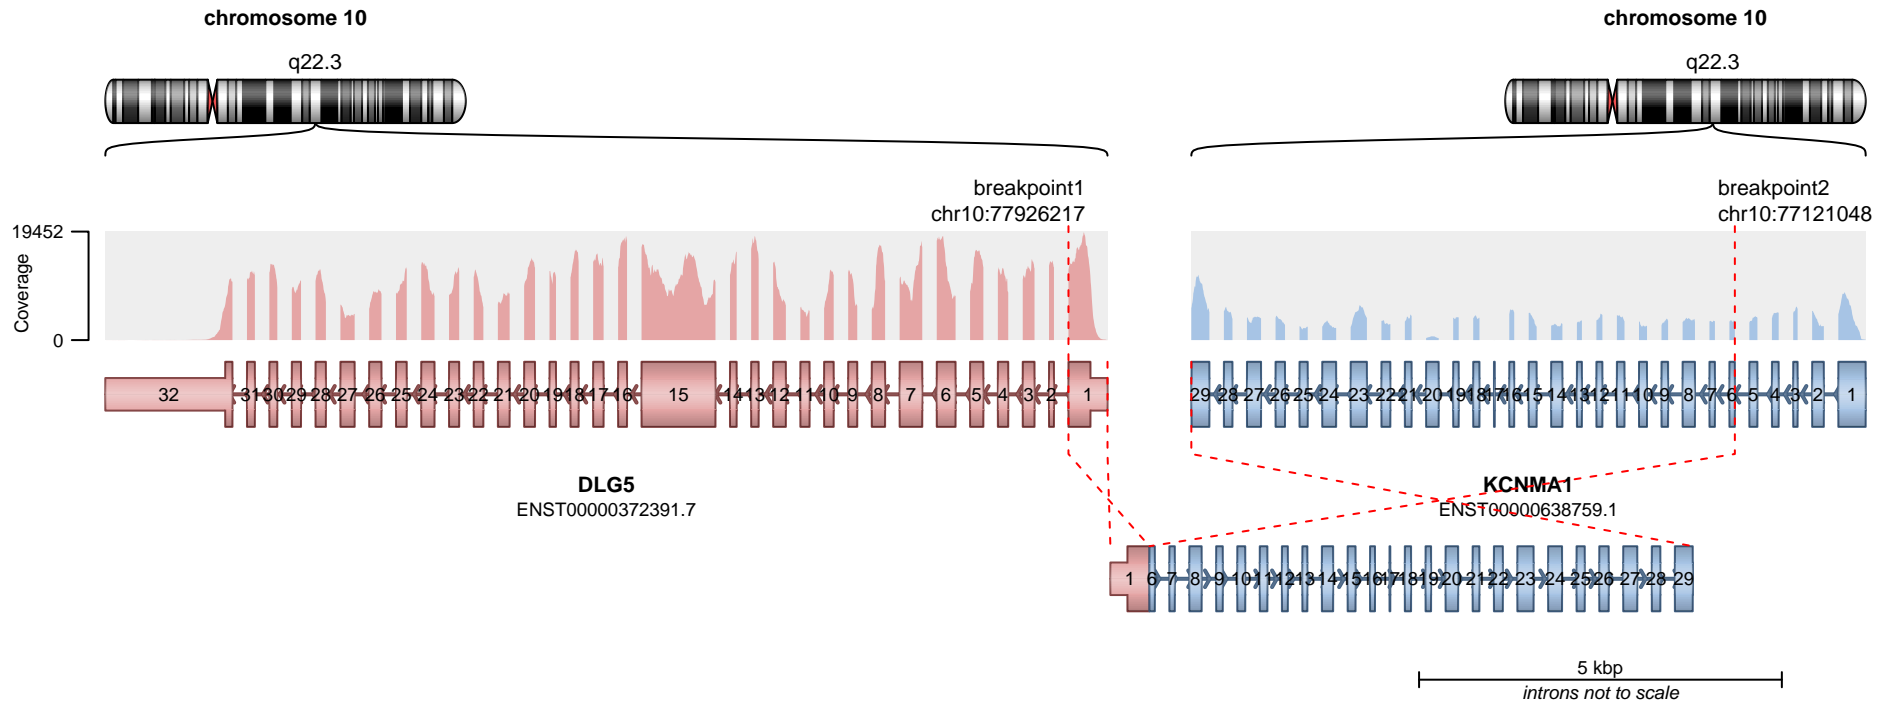 chromosome 10
chromosome 10
q22.3
q22.3
breakpoint1
chr10:77926217
breakpoint2
chr10:77121048
19452
Coverage
0
32 31 30 29 28 27 26 25 24 23 22 21 20 19 18 17 16 15 14 13 12 11 10 9 8 7 6 5 4 3 2 1
29 28 27 26 25 24 23 22 21 20 19 18 17 16 15 14 13 12 11 10 9 8 7 6 5 4 3 2 1
DLG5
ENST00000372391.7
KCNMA1
ENST00000638759.1
1 6 7 8 9 10 11 12 13 14 15 16 17 18 19 20 21 22 23 24 25 26 27 28 29
5 kbp
introns not to scale